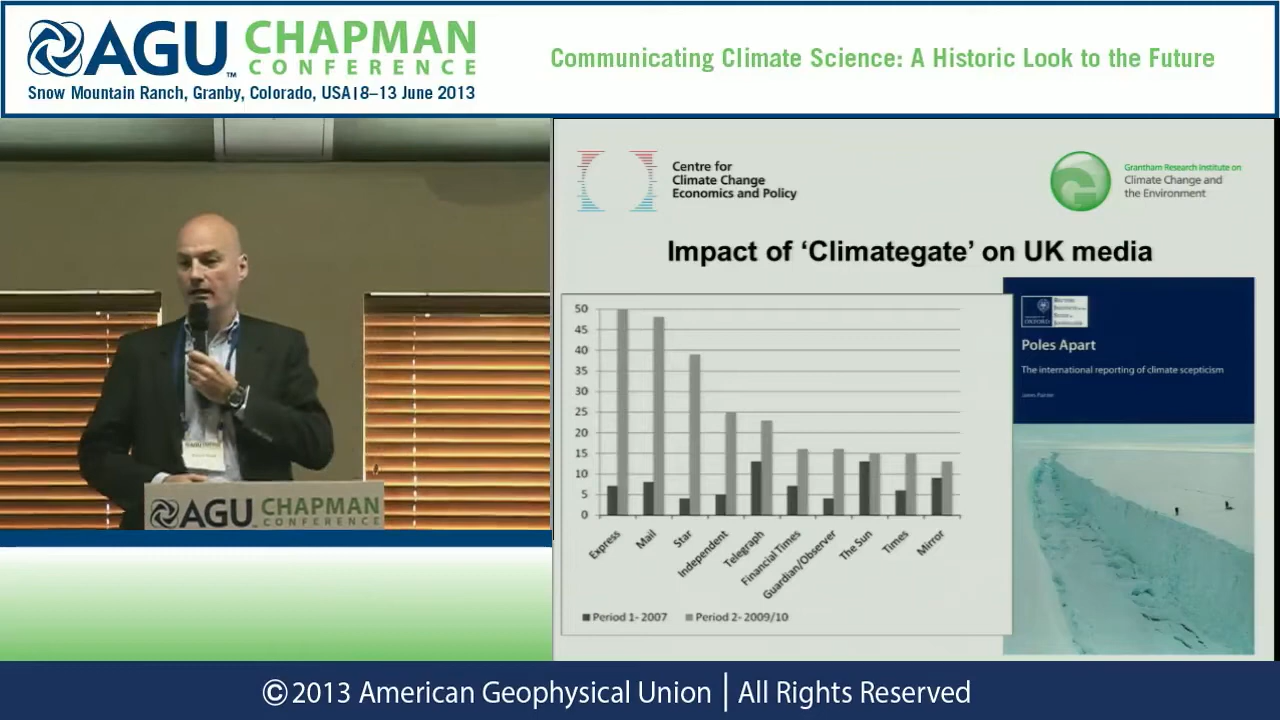 AGU CHAPMAN
CONFERENCE
™
Snow Mountain Ranch, Granby, Colorado, USA|8–13 June 2013
Communicating Climate Science: A Historic Look to the Future
Centre for
Climate Change
Economics and Policy
Grantham Research Institute on
Climate Change and
the Environment
Impact of ‘Climategate’ on UK media
50
45
40
35
30
25
20
15
10
5
0
Express
Mail
Star
Independent
Telegraph
Financial Times
Guardian/Observer
The Sun
Times
Mirror
Period 1- 2007
Period 2- 2009/10
OXFORD
Poles Apart
The international reporting of climate scepticism
AGU CHAPMAN
CONFERENCE
©2013 American Geophysical Union | All Rights Reserved